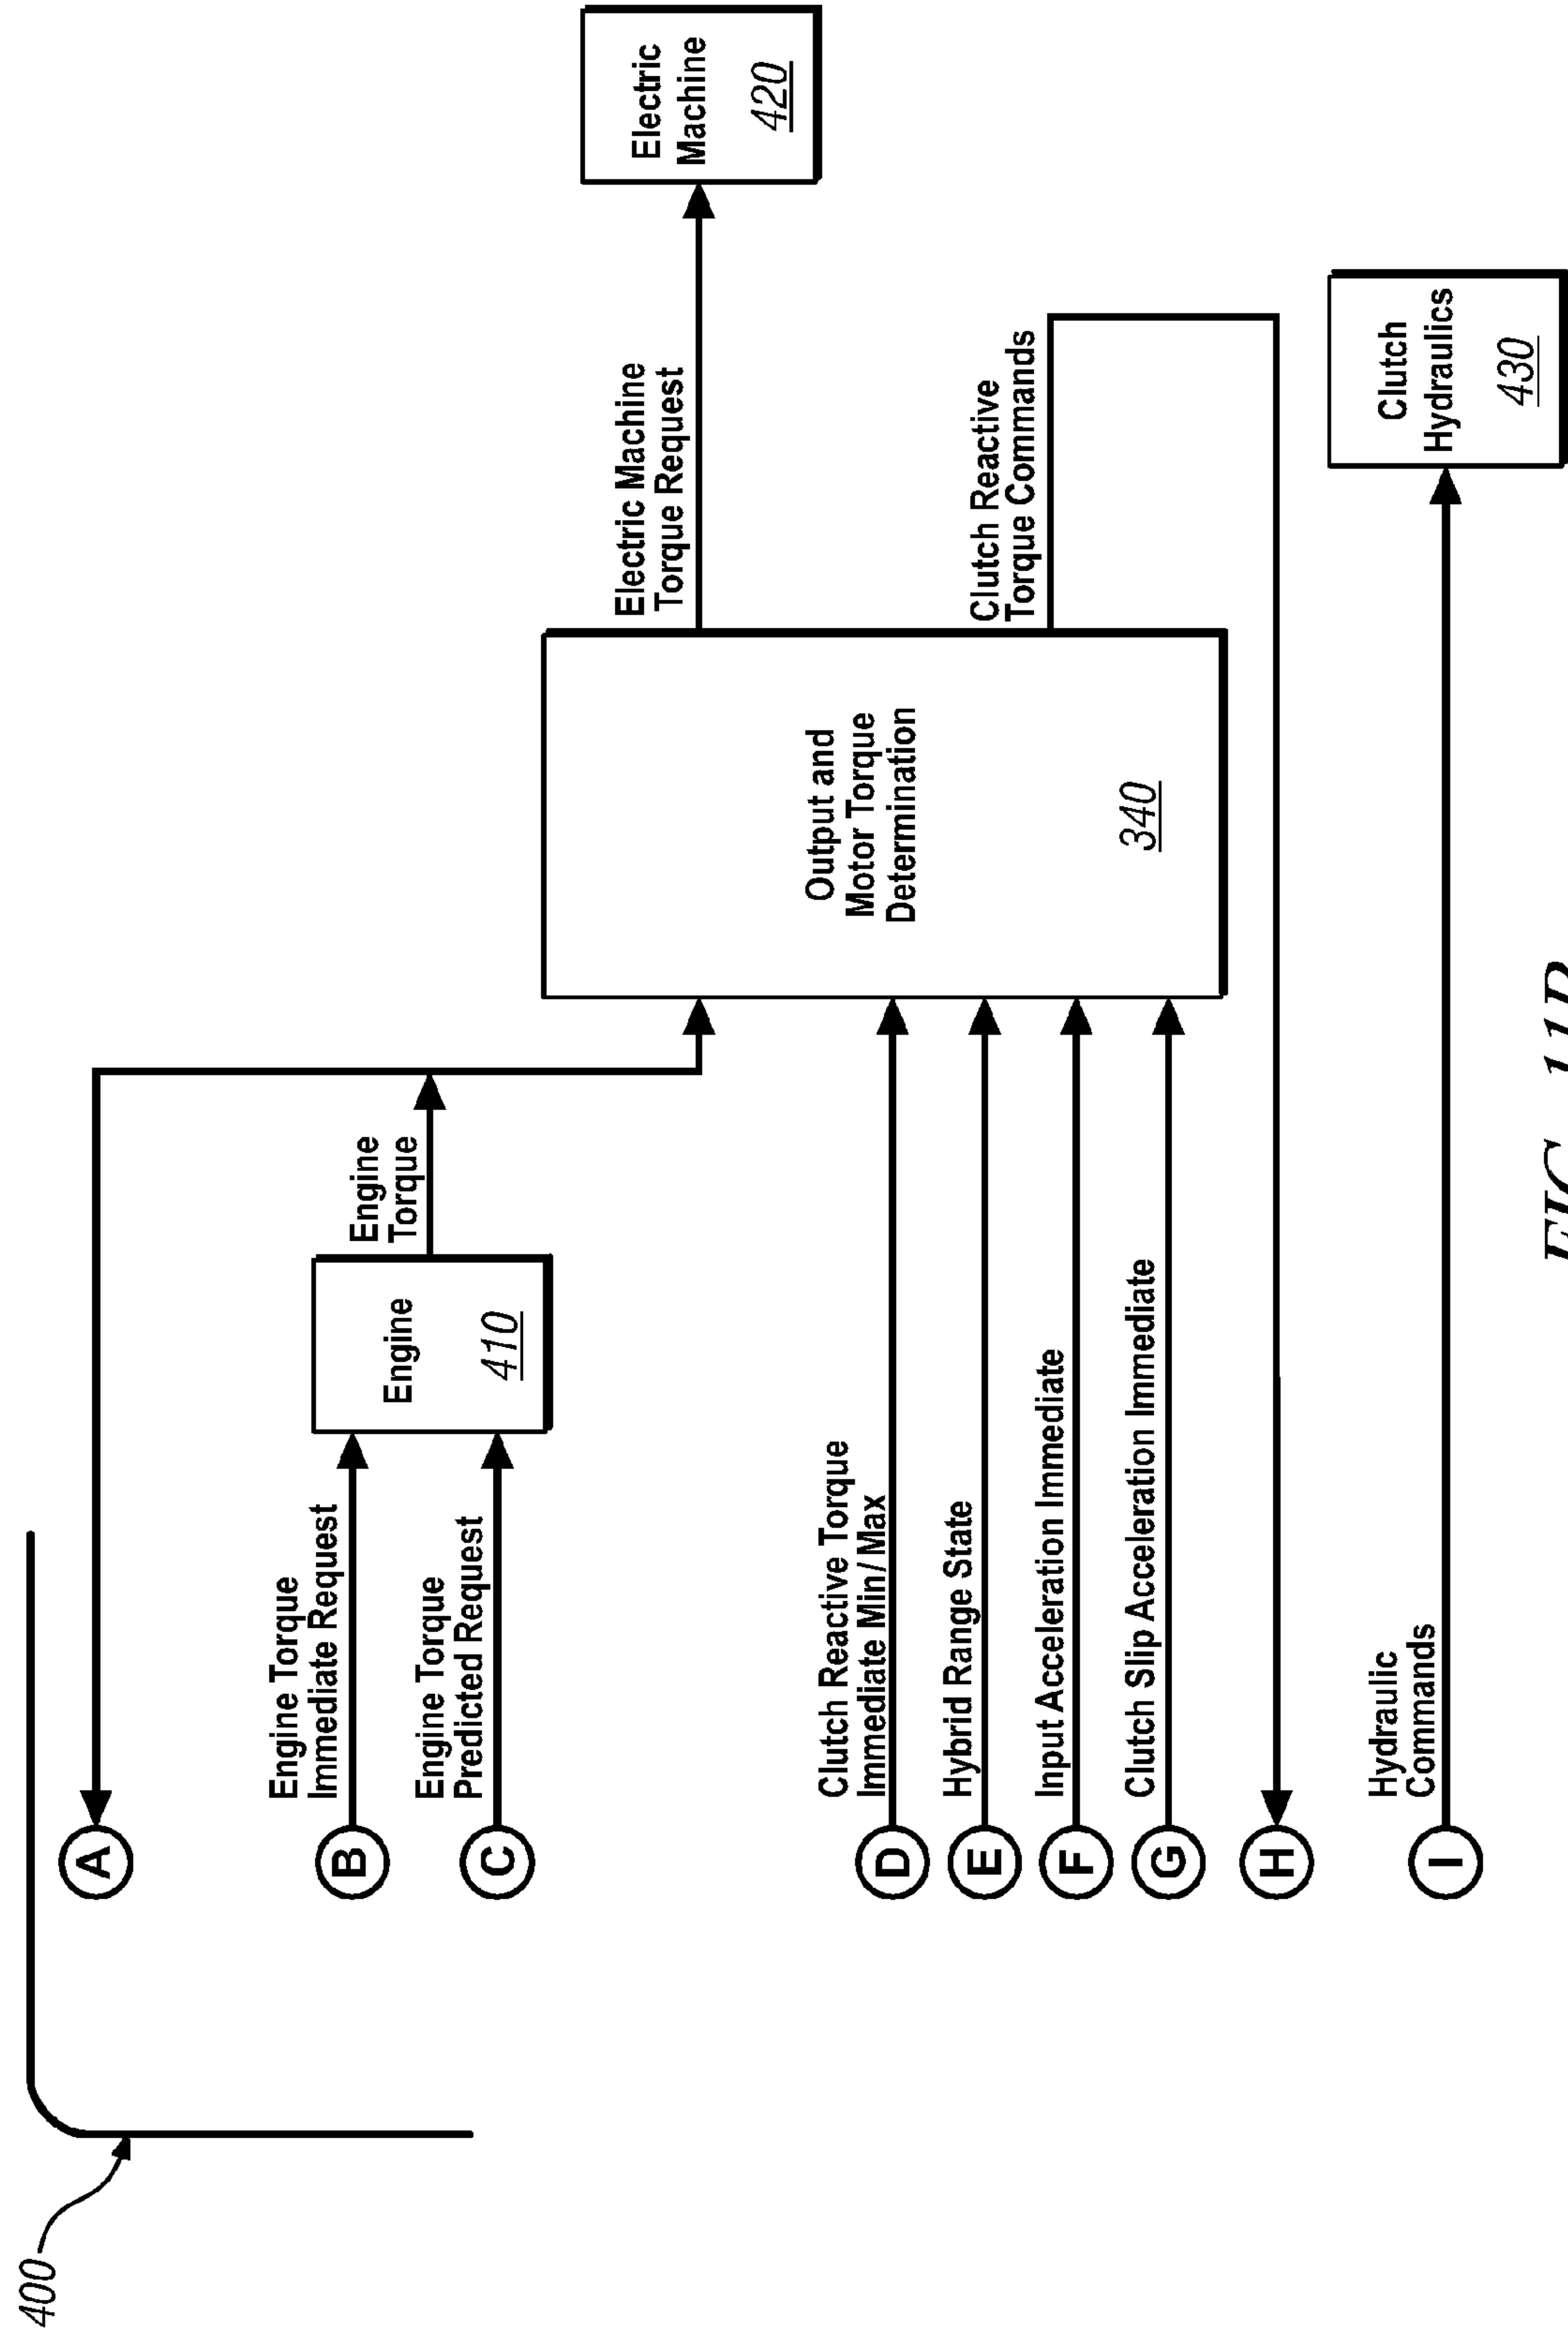 400
A
Engine Torque
Immediate Request
B
Engine Torque
Predicted Request
C
Engine
410
Engine
Torque
Electric Machine
Torque Request
Electric
Machine
420
Output and
Motor Torque
Determination
340
Clutch Reactive Torque
Immediate Min/Max
D
Hybrid Range State
E
Input Acceleration Immediate
F
Clutch Slip Acceleration Immediate
G
Clutch Reactive
Torque Commands
H
Hydraulic
Commands
I
Clutch
Hydraulics
430